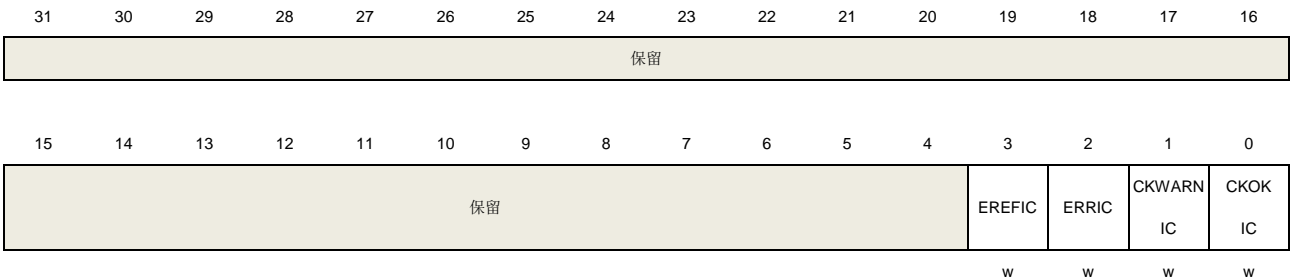 31 30 29 28 27 26 25 24 23 22 21 20 19 18 17 16
保留
15 14 13 12 11 10 9 8 7 6 5 4 3 2 1 0
保留 EREFIC ERRIC CKWARN IC CKOK IC
w w w w